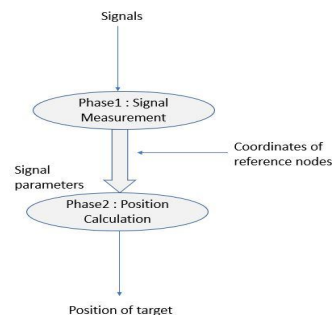 Signals
Phase1 : Signal
Measurement
Coordinates of
reference nodes
Signal
parameters
Phase2 : Position
Calculation
Position of target